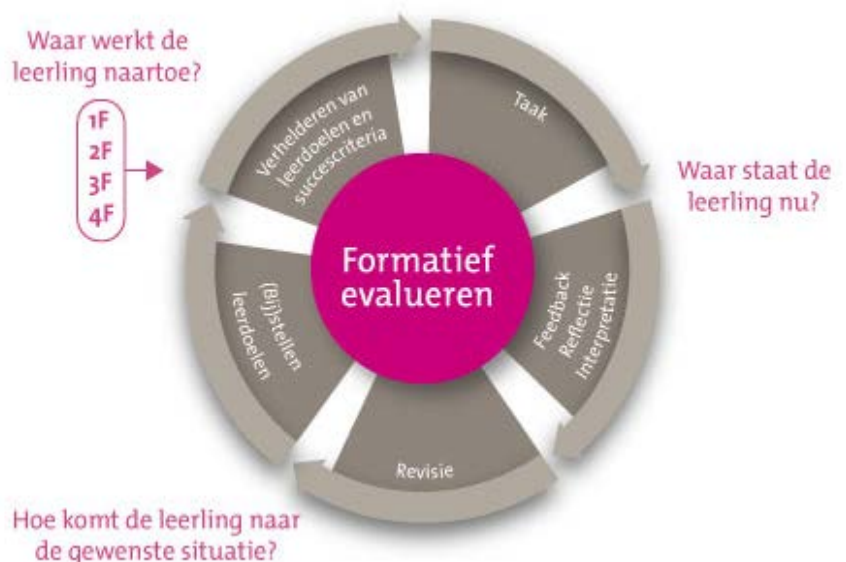 Waar werkt de
leerling naartoe?
1F
2F
3F
4F
Verhelderen van
leerdoelen en
succescriteria
Taak
Waar staat de
leerling nu?
Formatief
evalueren
Feedback
Reflectie
Interpretatie
(Bij)stellen
leerdoelen
Revisie
Hoe komt de leerling naar
de gewenste situatie?